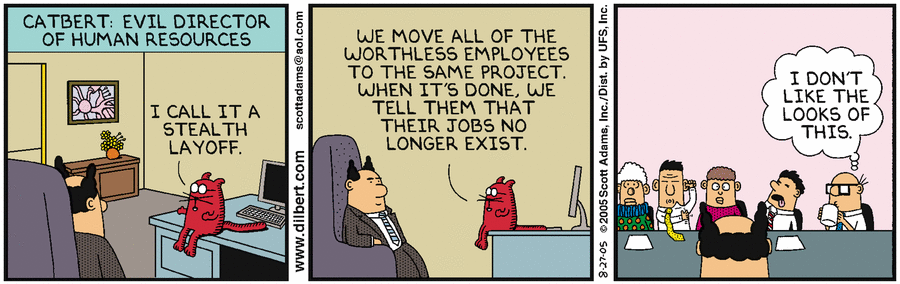 CATBERT: EVIL DIRECTOR
OF HUMAN RESOURCES
I CALL IT A
STEALTH
LAYOFF.
www.dilbert.com
scottadams@aol.com
WE MOVE ALL OF THE
WORTHLESS EMPLOYEES
TO THE SAME PROJECT.
WHEN IT'S DONE, WE
TELL THEM THAT
THEIR JOBS NO
LONGER EXIST.
8-27-05 © 2005 Scott Adams, Inc./Dist. by UFS, Inc.
I DON'T
LIKE THE
LOOKS OF
THIS.